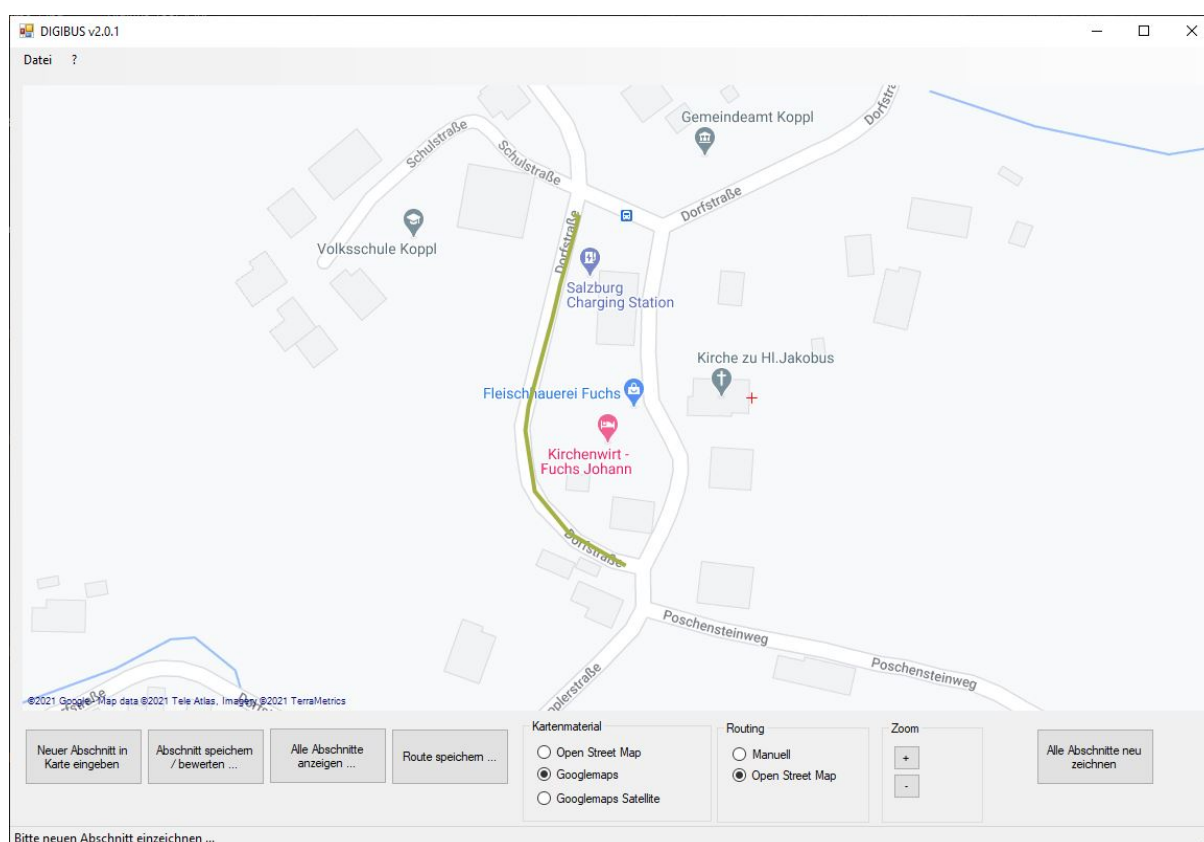 DIGIBUS v2.0.1
Datei ?
Gemeindeamt Koppl
Dorfstraße
Schulstraße
Schulstraße
Dorfstraße
Dorfstraße
Volksschule Koppl
Salzburg
Charging Station
Kirche zu Hl.Jakobus
Fleischhauerei Fuchs
Kirchenwirt -
Fuchs Johann
Dorfstraße
Poschensteinweg
Poschensteinweg
©2021 Google - Map data ©2021 Tele Atlas, Imagery ©2021 TerraMetrics
Neuer Abschnitt in
Karte eingeben
Abschnitt speichern
/ bewerten ...
Alle Abschnitte
anzeigen ...
Route speichern ...
Kartenmaterial
Open Street Map
Googlemaps
Googlemaps Satellite
Routing
Manuell
Open Street Map
Zoom
+
-
Alle Abschnitte neu
zeichnen
Bitte neuen Abschnitt einzeichnen ...